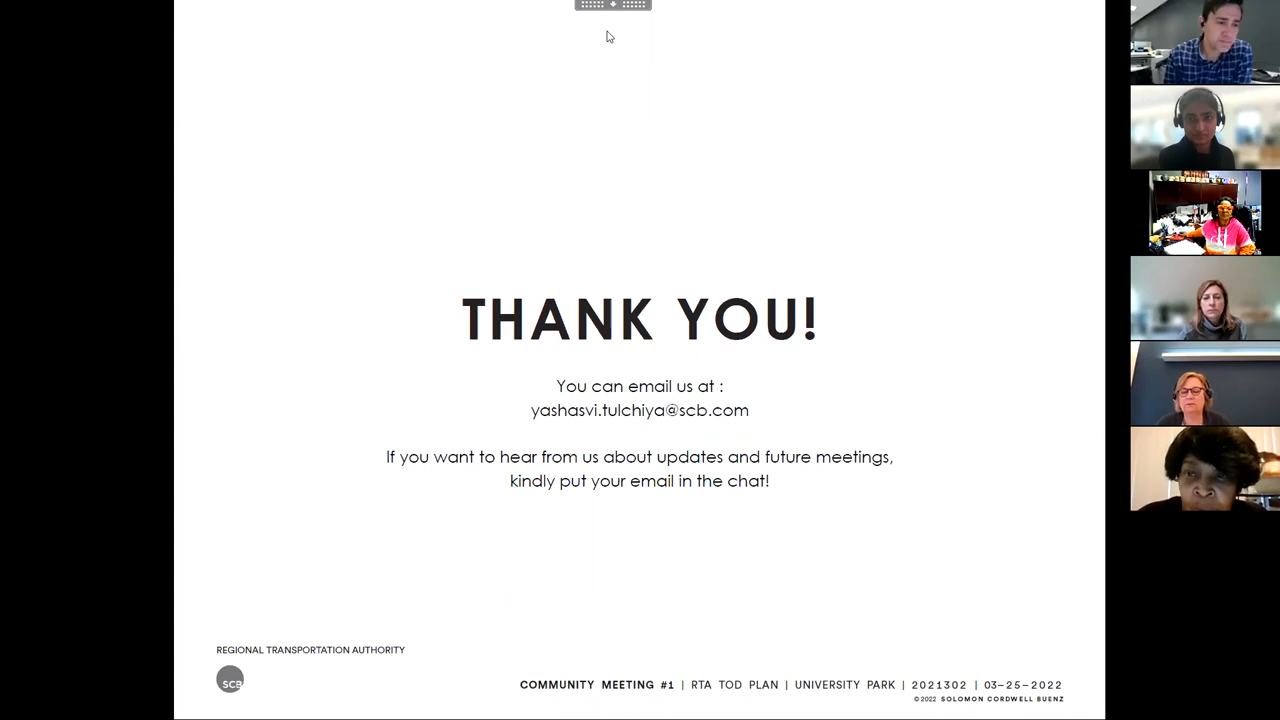 THANK YOU!
You can email us at :
yashasvi.tulchiya@scb.com
If you want to hear from us about updates and future meetings,
kindly put your email in the chat!
REGIONAL TRANSPORTATION AUTHORITY
SCB
COMMUNITY MEETING #1 | RTA TOD PLAN | UNIVERSITY PARK | 2021302 | 03-25-2022
©2022 SOLOMON CORDWELL BUENZ